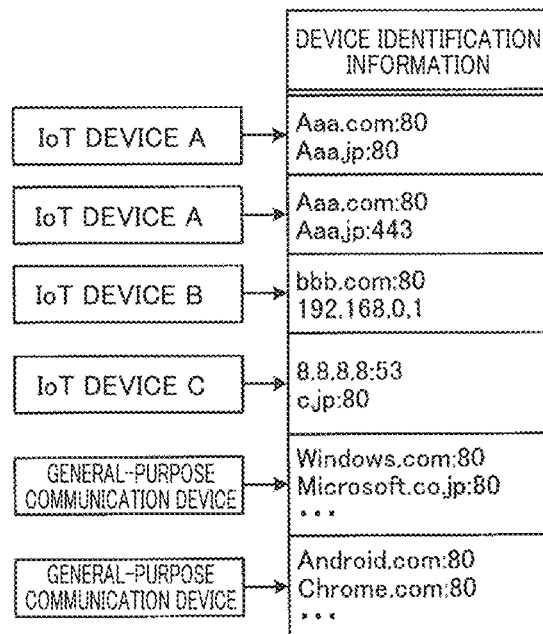 DEVICE IDENTIFICATION
INFORMATION
IoT DEVICE A
Aaa.com:80
Aaa.jp:80
IoT DEVICE A
Aaa.com:80
Aaa.jp:443
IoT DEVICE B
bbb.com:80
192.168.0.1
IoT DEVICE C
8.8.8.8:53
c.jp:80
GENERAL-PURPOSE
COMMUNICATION DEVICE
Windows.com:80
Microsoft.co.jp:80
•••
GENERAL-PURPOSE
COMMUNICATION DEVICE
Android.com:80
Chrome.com:80
•••